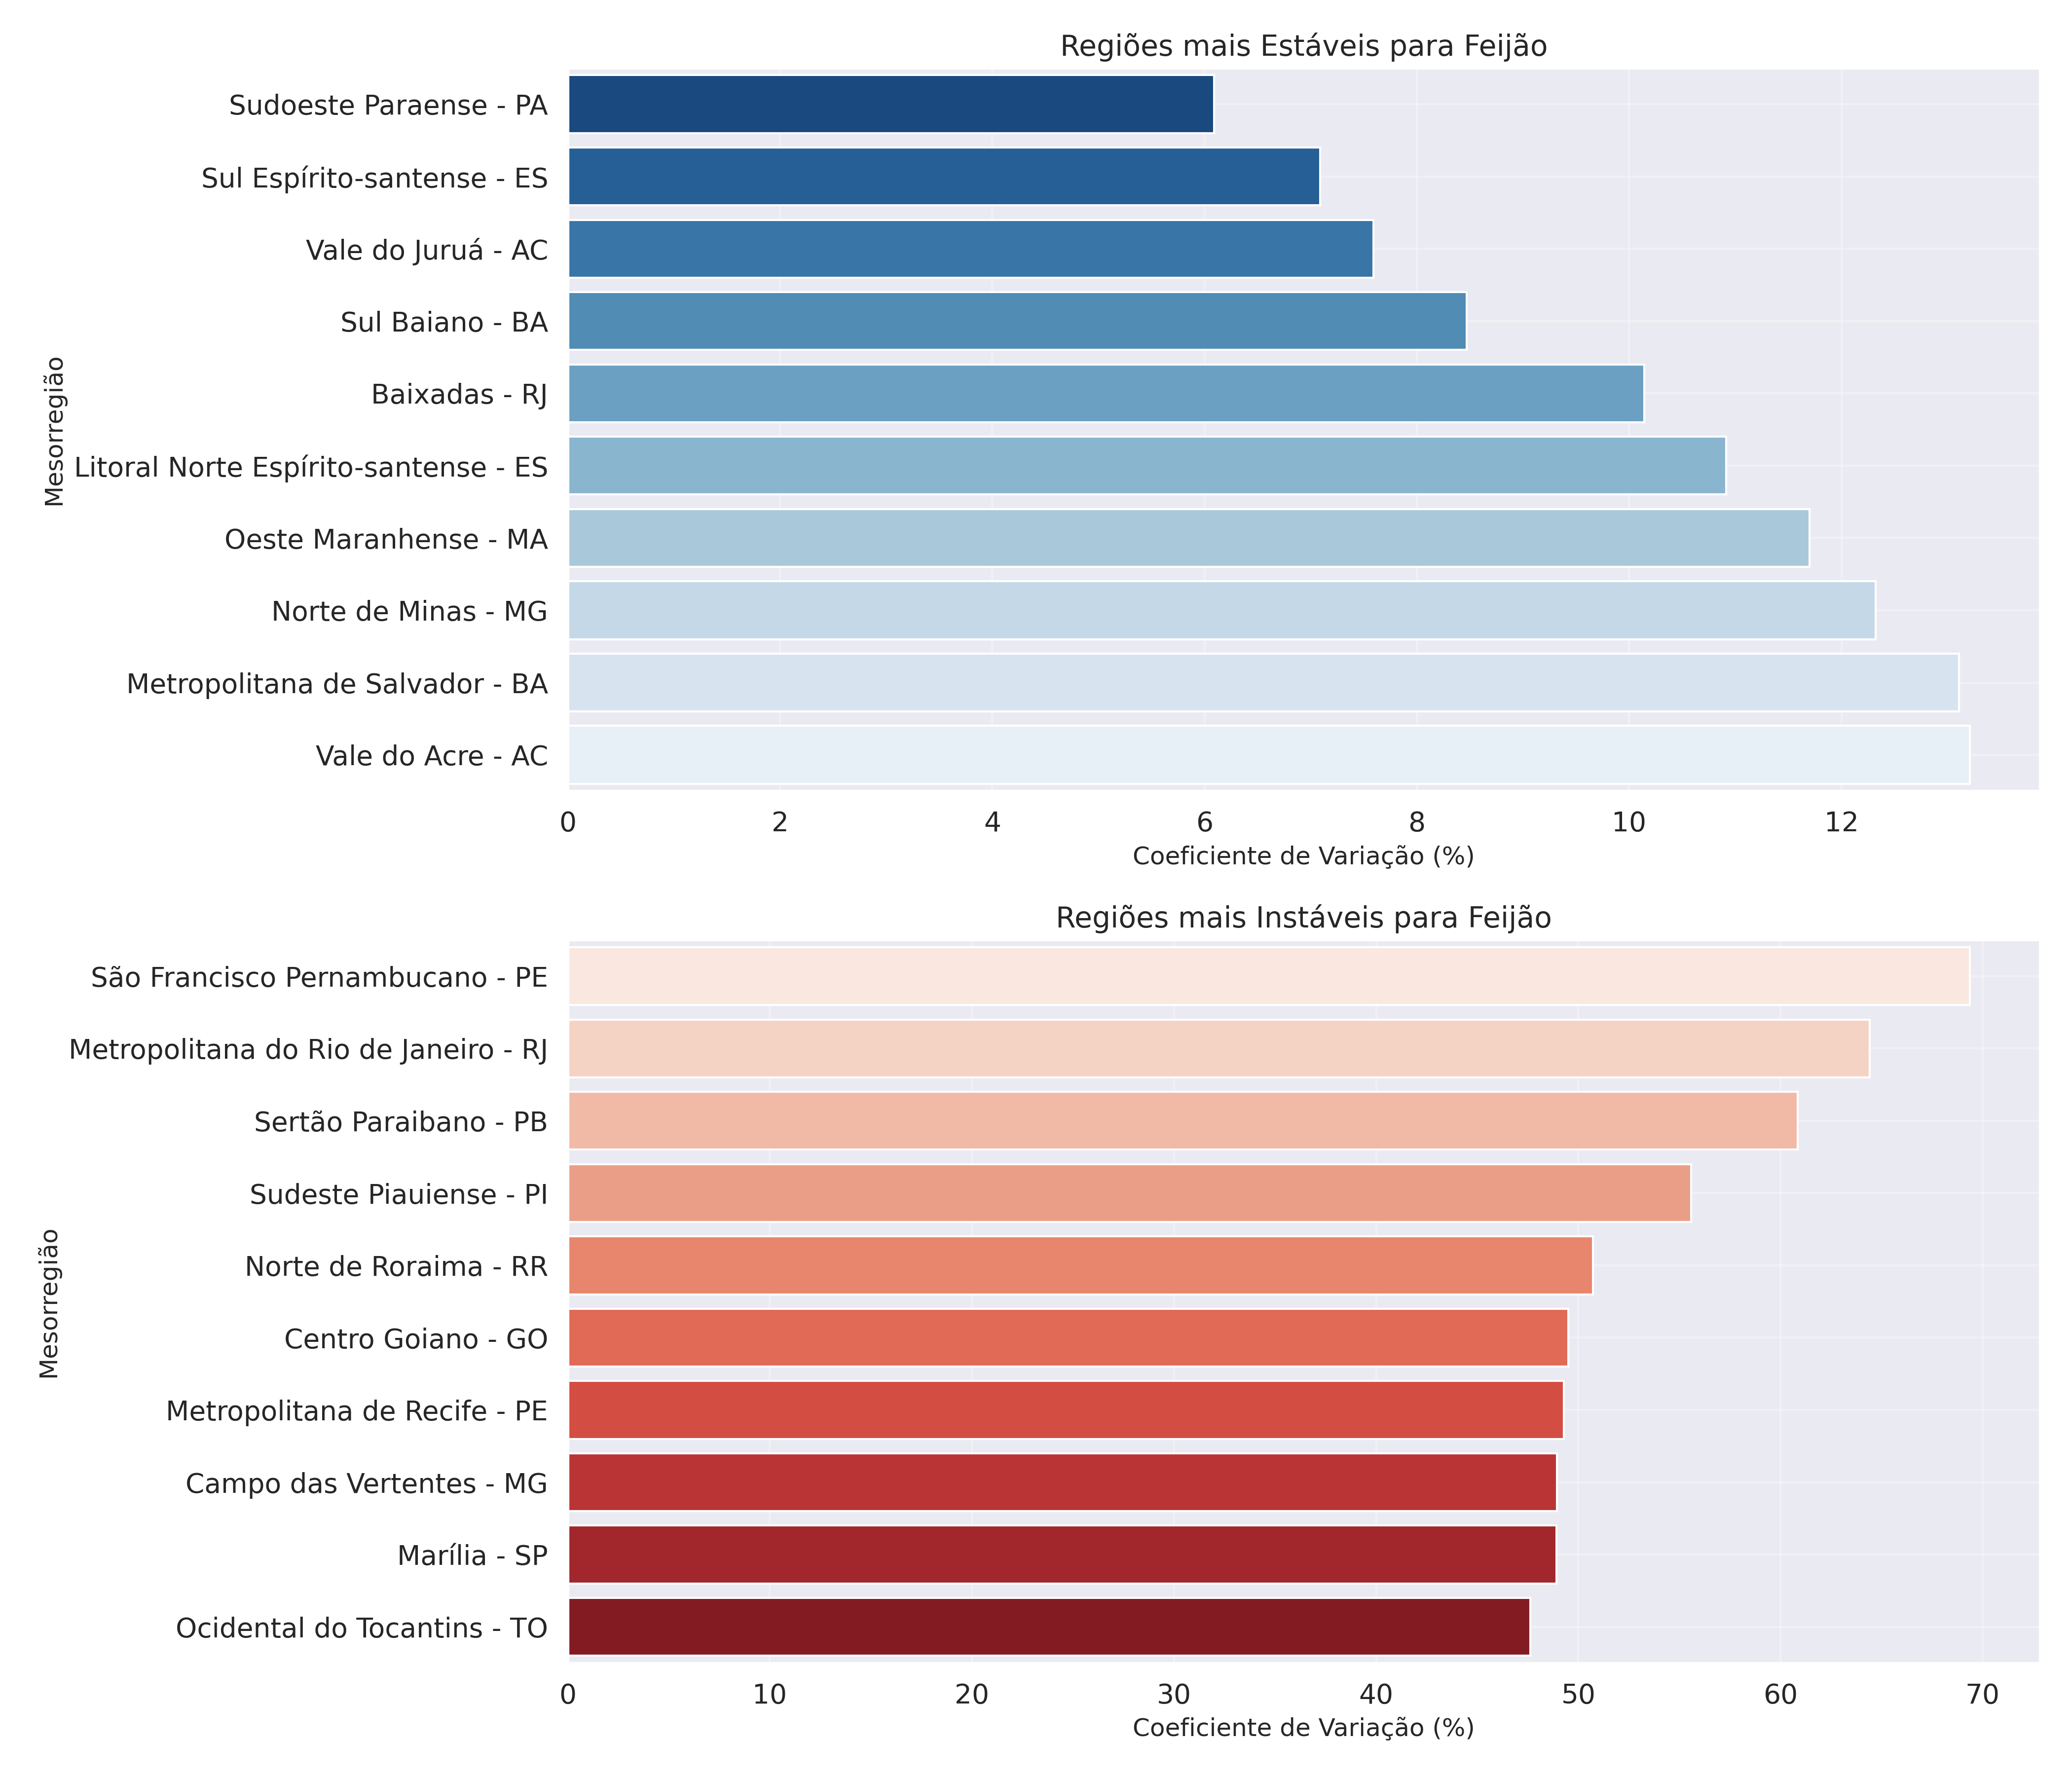 Regiões mais Estáveis para Feijão
Mesorregião
Sudoeste Paraense - PA
Sul Espírito-santense - ES
Vale do Juruá - AC
Sul Baiano - BA
Baixadas - RJ
Litoral Norte Espírito-santense - ES
Oeste Maranhense - MA
Norte de Minas - MG
Metropolitana de Salvador - BA
Vale do Acre - AC
0 2 4 6 8 10 12
Coeficiente de Variação (%)
Regiões mais Instáveis para Feijão
Mesorregião
São Francisco Pernambucano - PE
Metropolitana do Rio de Janeiro - RJ
Sertão Paraibano - PB
Sudeste Piauiense - PI
Norte de Roraima - RR
Centro Goiano - GO
Metropolitana de Recife - PE
Campo das Vertentes - MG
Marília - SP
Ocidental do Tocantins - TO
0 10 20 30 40 50 60 70
Coeficiente de Variação (%)